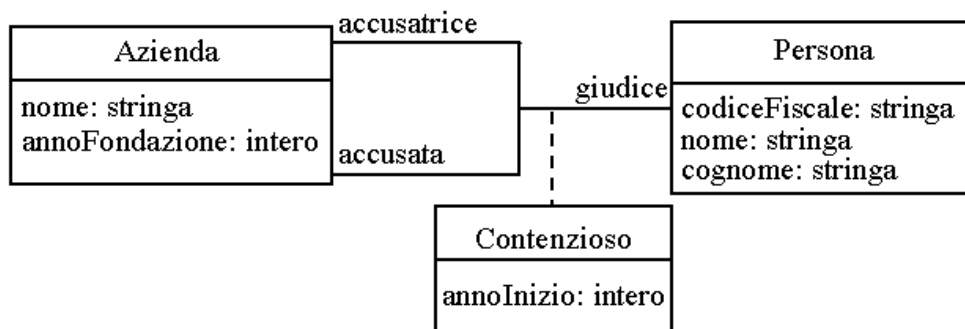 Azienda
nome: stringa
annoFondazione: intero
accusatrice
accusata
giudice
Persona
codiceFiscale: stringa
nome: stringa
cognome: stringa
Contenzioso
annoInizio: intero